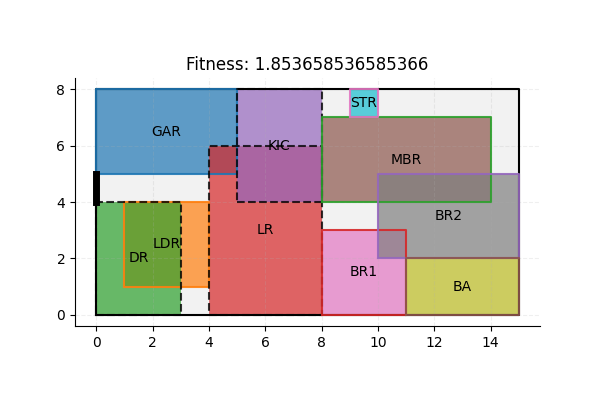 Fitness: 1.853658536585366
8
STR
GAR
6
KIC
MBR
4
BR2
LDR
LR
DR
2
BR1
BA
0
0 2 4 6 8 10 12 14